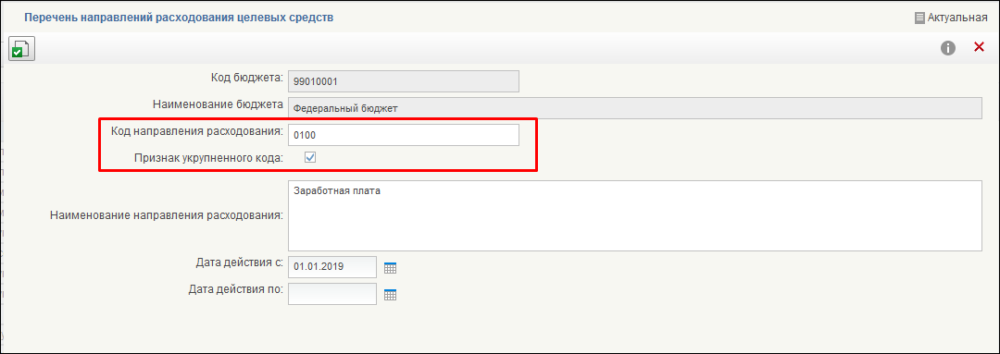 Перечень направлений расходования целевых средств
Актуальная
Код бюджета: 99010001
Наименование бюджета Федеральный бюджет
Код направления расходования: 0100
Признак укрупненного кода:
Заработная плата
Наименование направления расходования:
Дата действия с: 01.01.2019
Дата действия по: